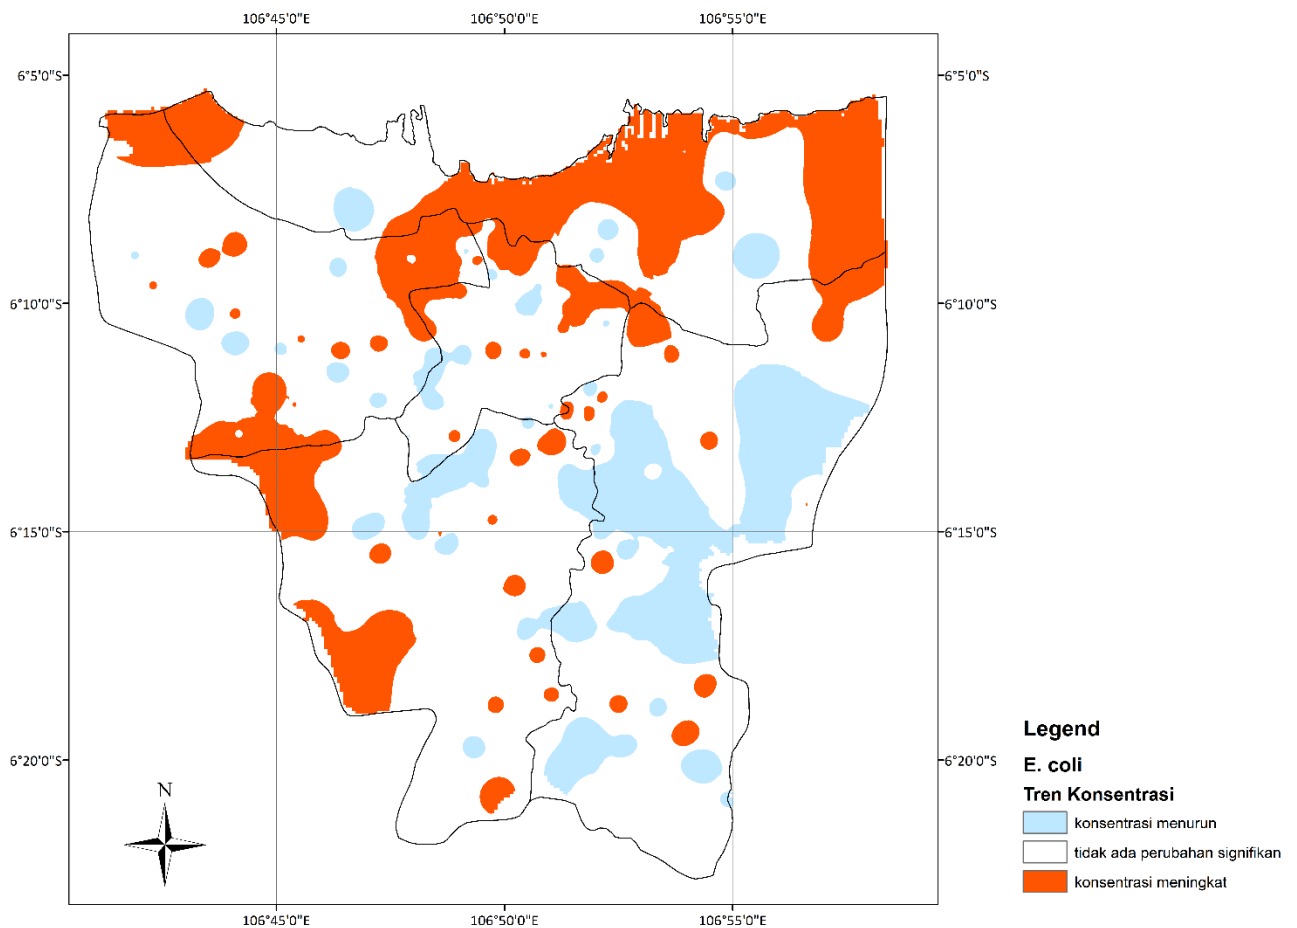 106°45'0"E
106°50'0"E
106°55'0"E
6°5'0"S
6°5'0"S
6°10'0"S
6°10'0"S
6°15'0"S
6°15'0"S
6°20'0"S
6°20'0"S
N
106°45'0"E
106°50'0"E
106°55'0"E
Legend
E. coli
Tren Konsentrasi
konsentrasi menurun
tidak ada perubahan signifikan
konsentrasi meningkat